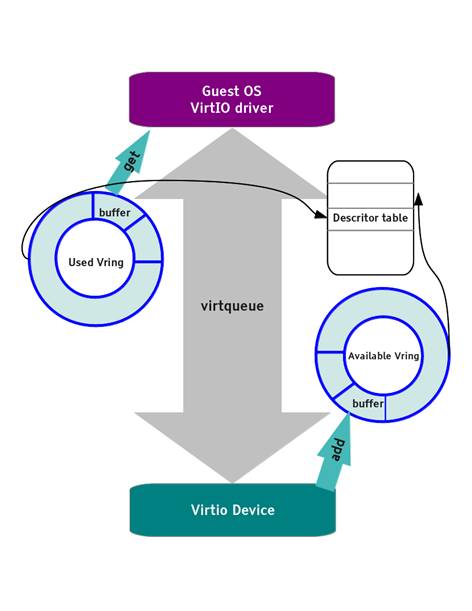 Guest OS
VirtIO driver
get
buffer
Descritor table
Used Vring
virtqueue
Available Vring
buffer
add
Virtio Device